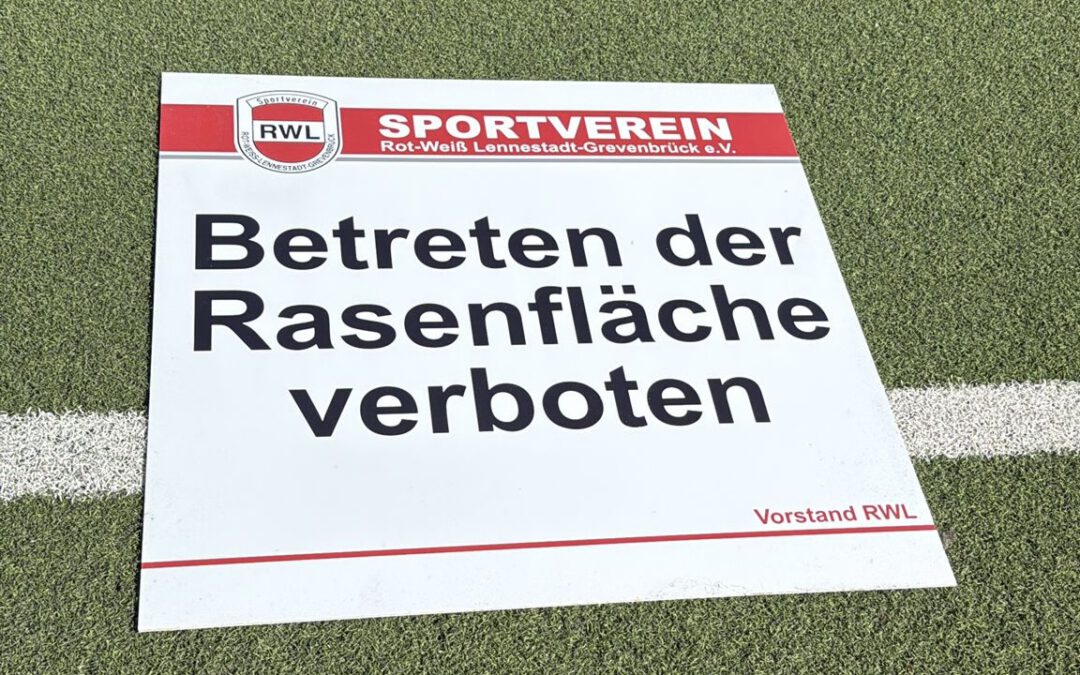 Sportverein
RWL
ROT-WEISS-LENNESTADT-GREVENBRÜCK
SPORTVEREIN
Rot-Weiß Lennestadt-Grevenbrück e.V.
Betreten der
Rasenfläche
verboten
Vorstand RWL